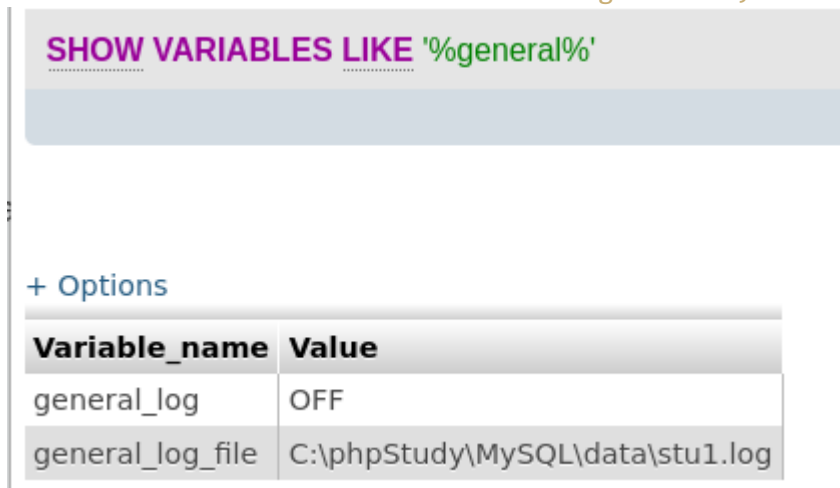 SHOW VARIABLES LIKE '%general%'
+ Options
Variable_name Value
general_log OFF
general_log_file C:\phpStudy\MySQL\data\stu1.log